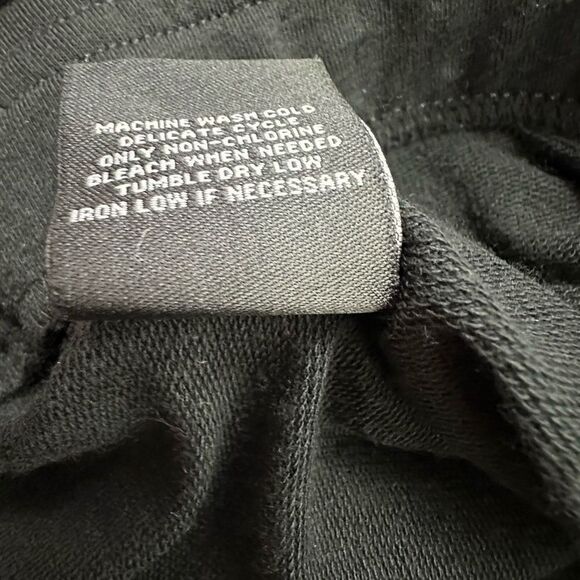 MACHINE WASH COLD
DELICATE CYCLE
ONLY NON-CHLORINE
BLEACH WHEN NEEDED
TUMBLE DRY LOW
IRON LOW IF NECESSARY